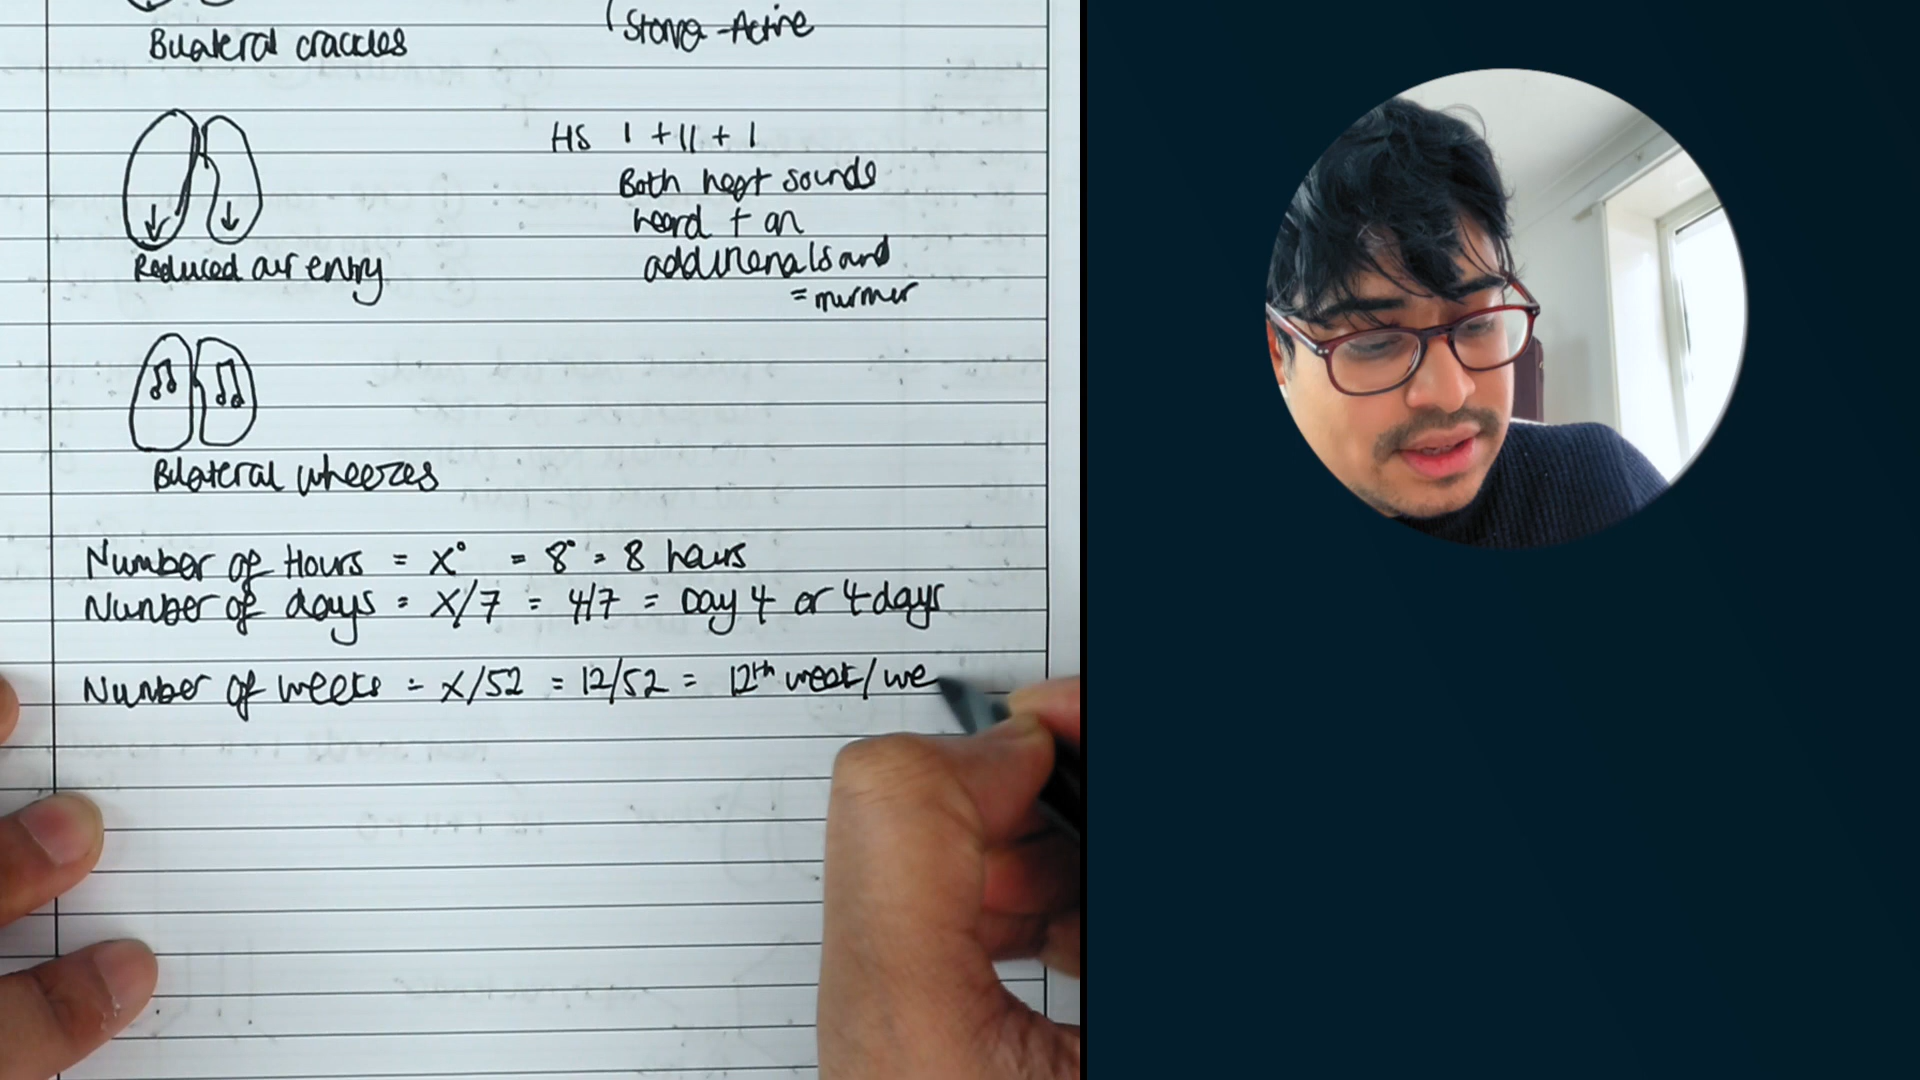 Bilateral crackles
Strong - Active
HS I + II + I
Both heart sounds
heard + an
additional sound
= murmur
Reduced air entry
Bilateral wheezes
Number of Hours = x° = 8° = 8 hours
Number of days = X/7 = 4/7 = Day 4 or 4 days
Number of weeks = x/52 = 12/52 = 12th week/we